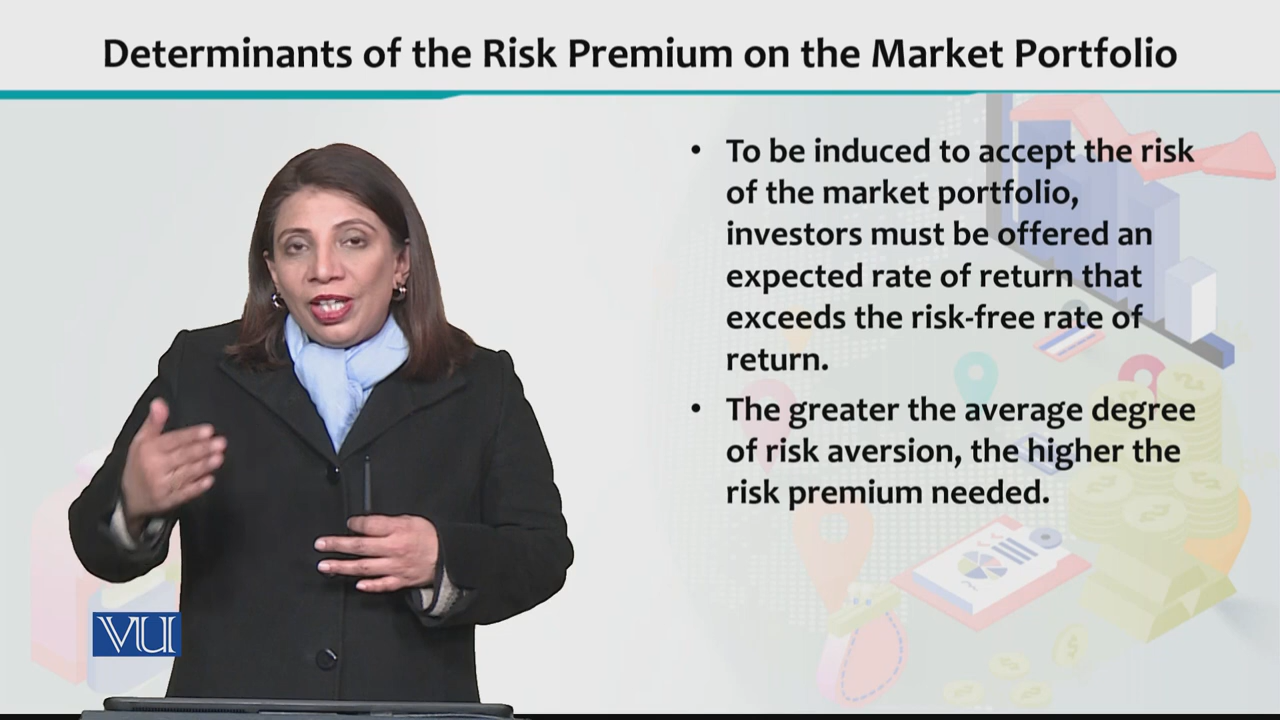 Determinants of the Risk Premium on the Market Portfolio
• To be induced to accept the risk
of the market portfolio,
investors must be offered an
expected rate of return that
exceeds the risk-free rate of
return.
• The greater the average degree
of risk aversion, the higher the
risk premium needed.
VU